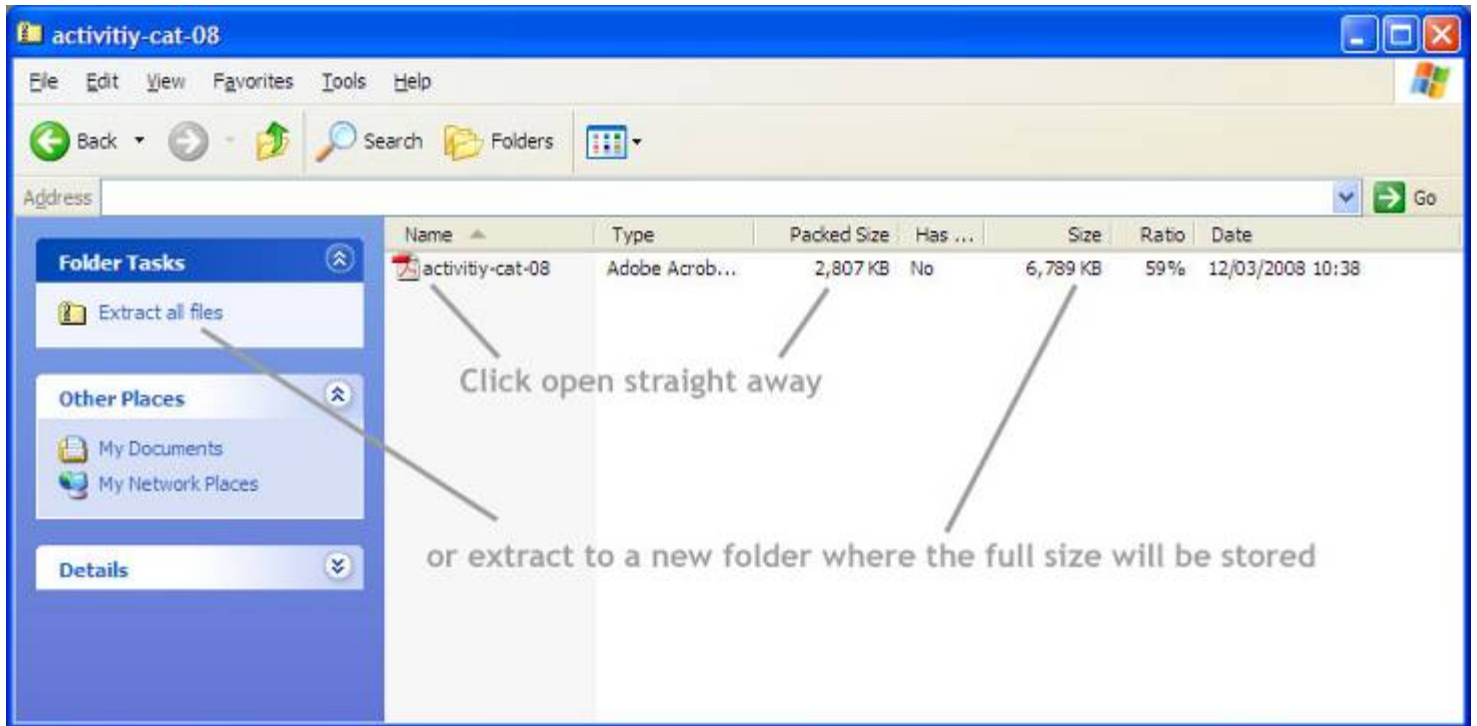 activitiy-cat-08
File Edit View Favorites Tools Help
Back Search Folders
Address Go
Name Type Packed Size Has ... Size Ratio Date
activitiy-cat-08 Adobe Acrob... 2,807 KB No 6,789 KB 59% 12/03/2008 10:38
Folder Tasks
Extract all files
Click open straight away
Other Places
My Documents
My Network Places
or extract to a new folder where the full size will be stored
Details